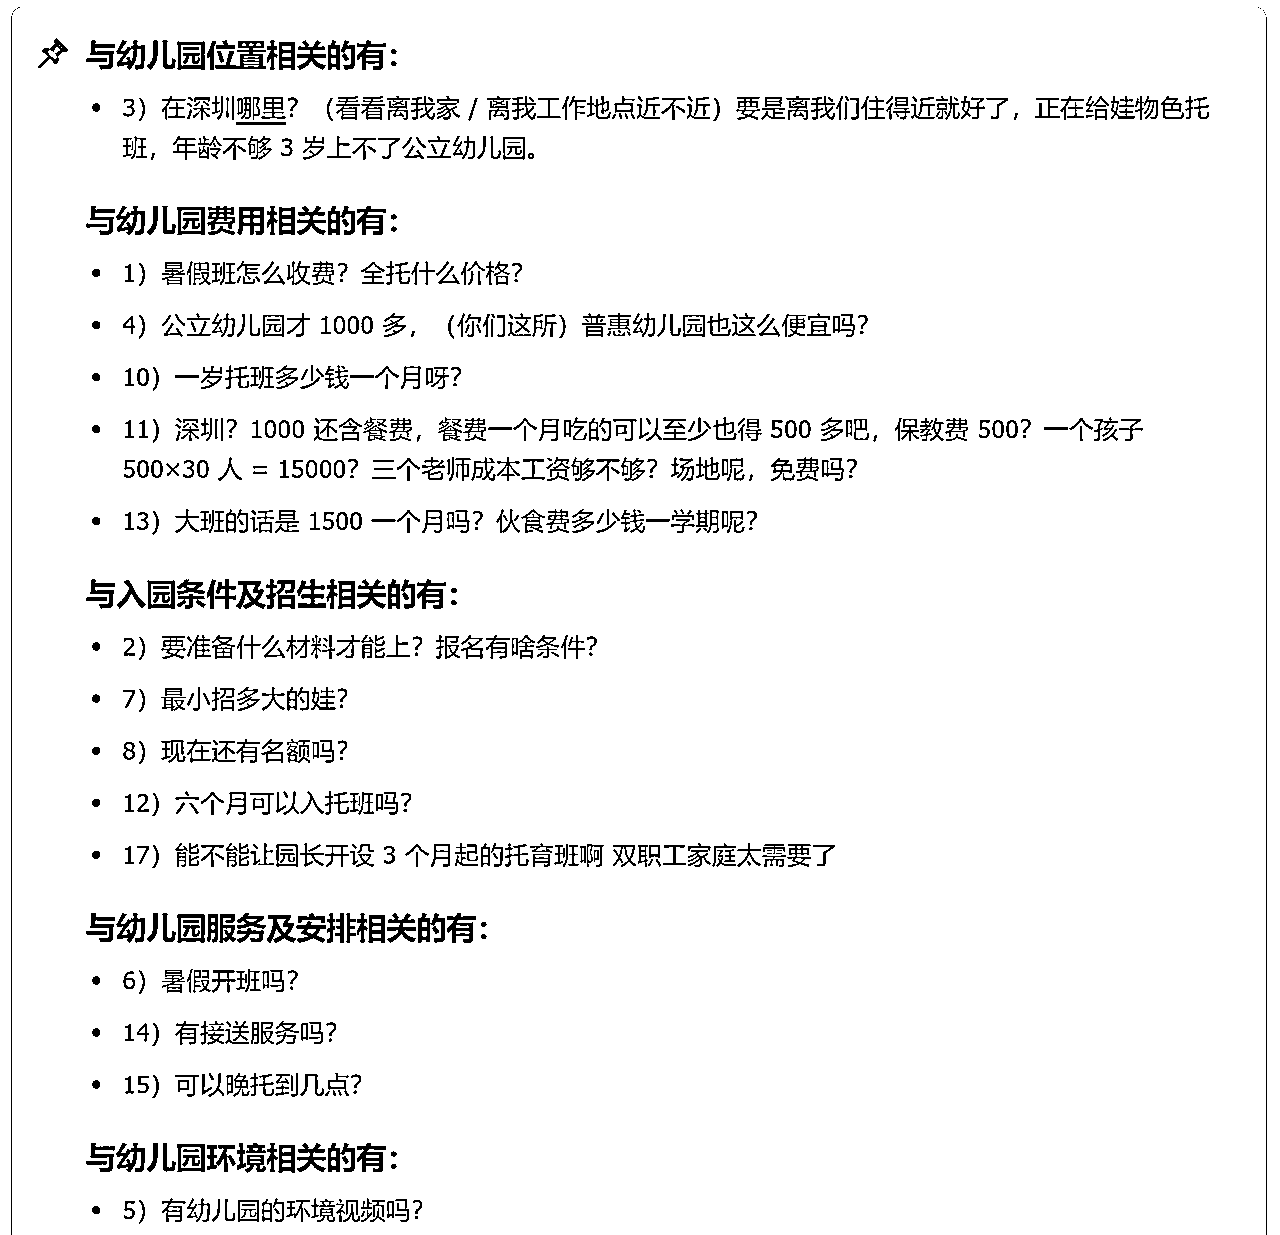 与幼儿园位置相关的有：
• 3）在深圳哪里？（看看离我家 / 离我工作地点近不近）要是离我们住得近就好了，正在给娃物色托
班，年龄不够 3 岁上不了公立幼儿园。
与幼儿园费用相关的有：
• 1）暑假班怎么收费？全托什么价格？
• 4）公立幼儿园才 1000 多，（你们这所）普惠幼儿园也这么便宜吗？
• 10）一岁托班多少钱一个月呀？
• 11）深圳？1000 还含餐费，餐费一个月吃的可以至少也得 500 多吧，保教费 500？一个孩子
500×30 人 = 15000？三个老师成本工资够不够？场地呢，免费吗？
• 13）大班的话是 1500 一个月吗？伙食费多少钱一学期呢？
与入园条件及招生相关的有：
• 2）要准备什么材料才能上？报名有啥条件？
• 7）最小招多大的娃？
• 8）现在还有名额吗？
• 12）六个月可以入托班吗？
• 17）能不能让园长开设 3 个月起的托育班啊 双职工家庭太需要了
与幼儿园服务及安排相关的有：
• 6）暑假开班吗？
• 14）有接送服务吗？
• 15）可以晚托到几点？
与幼儿园环境相关的有：
• 5）有幼儿园的环境视频吗？